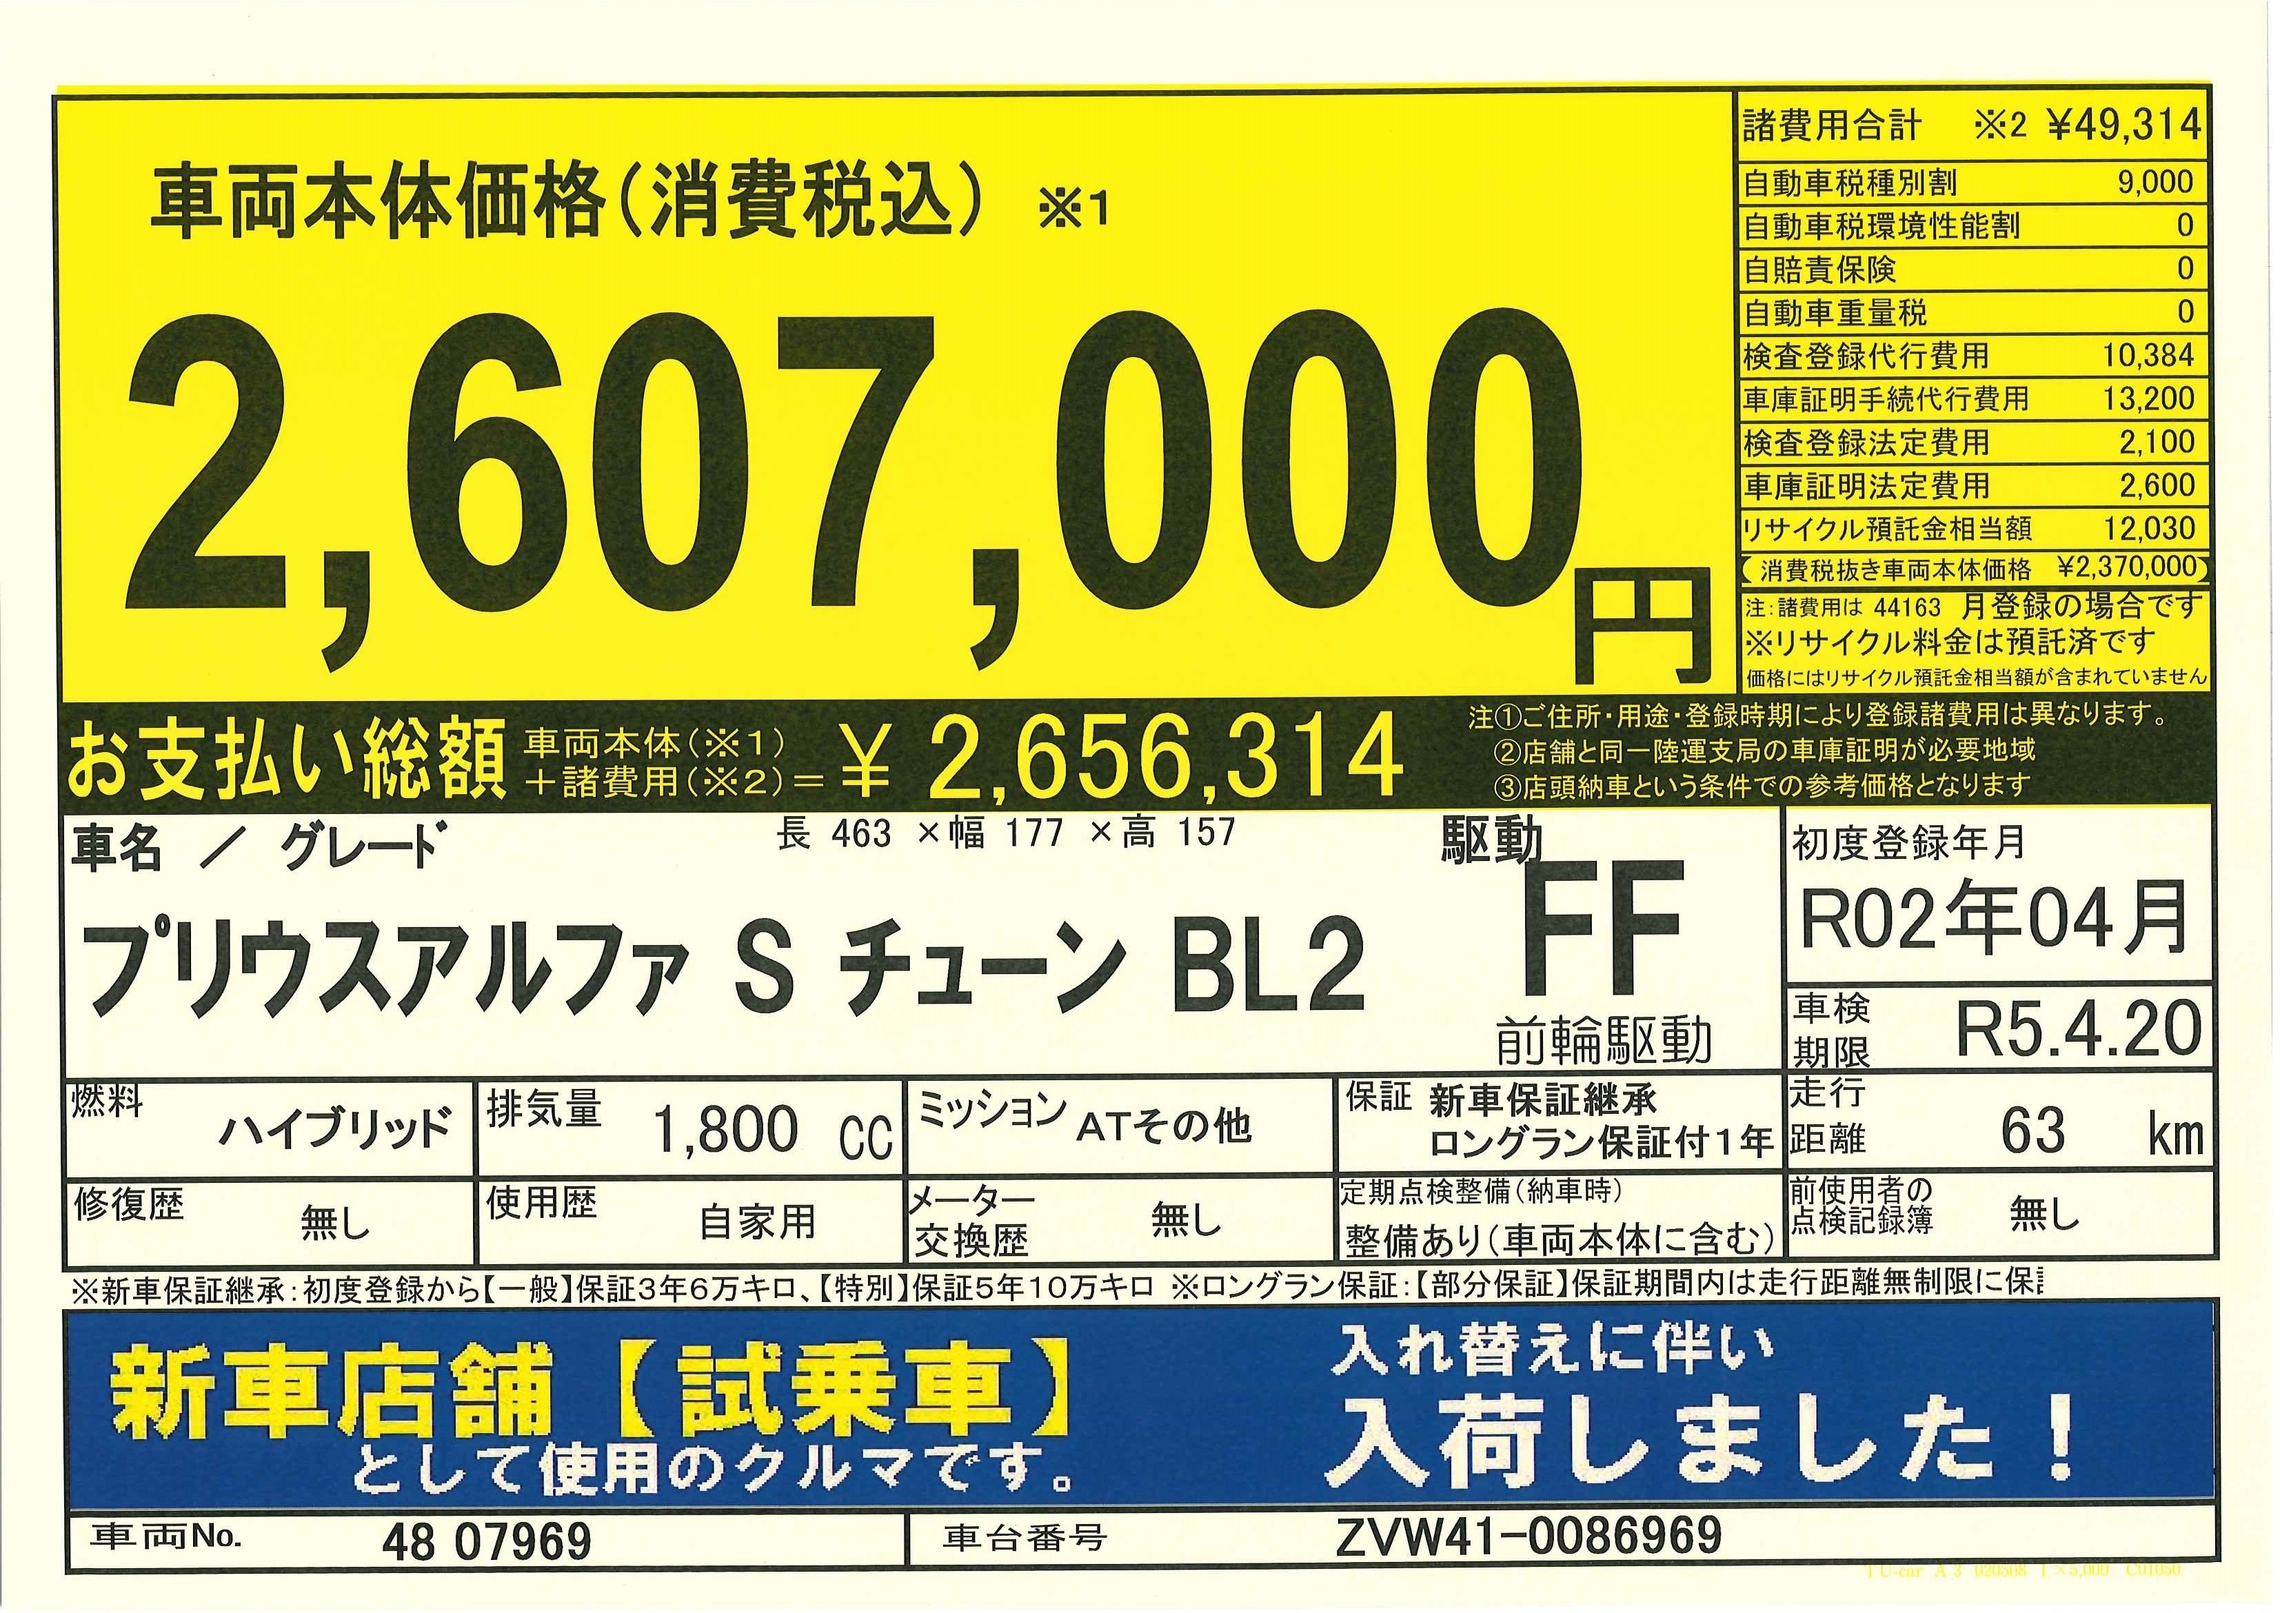 車両本体価格(消費税込) ※1
2,607,000円
諸費用合計 ※2 ¥49,314
自動車税種別割 9,000
自動車税環境性能割 0
自賠責保険 0
自動車重量税 0
検査登録代行費用 10,384
車庫証明手続代行費用 13,200
検査登録法定費用 2,100
車庫証明法定費用 2,600
リサイクル預託金相当額 12,030
(消費税抜き車両本体価格 ¥2,370,000)
注:諸費用は 44163 月登録の場合です
※リサイクル料金は預託済です
価格にはリサイクル預託金相当額が含まれていません
お支払い総額 車両本体(※1)
+諸費用(※2)= ¥ 2,656,314
注①ご住所・用途・登録時期により登録諸費用は異なります。
②店舗と同一陸運支局の車庫証明が必要地域
③店頭納車という条件での参考価格となります
車名 / グレード 長 463 ×幅 177 ×高 157
プリウスアルファ S チューン BL2
駆動
FF
前輪駆動
初度登録年月
R02年04月
車検
期限 R5.4.20
燃料 ハイブリッド
排気量 1,800 CC
ミッション ATその他
保証 新車保証継承
ロングラン保証付1年
走行
距離 63 km
修復歴 無し
使用歴 自家用
メーター
交換歴 無し
定期点検整備(納車時)
整備あり(車両本体に含む)
前使用者の
点検記録簿 無し
※新車保証継承:初度登録から【一般】保証3年6万キロ、【特別】保証5年10万キロ ※ロングラン保証:【部分保証】保証期間内は走行距離無制限に保
新車店舗【試乗車】
として使用のクルマです。
入れ替えに伴い
入荷しました!
車両No. 48 07969
車台番号 ZVW41-0086969
TU-car A3 020508 1×5,000 C01050